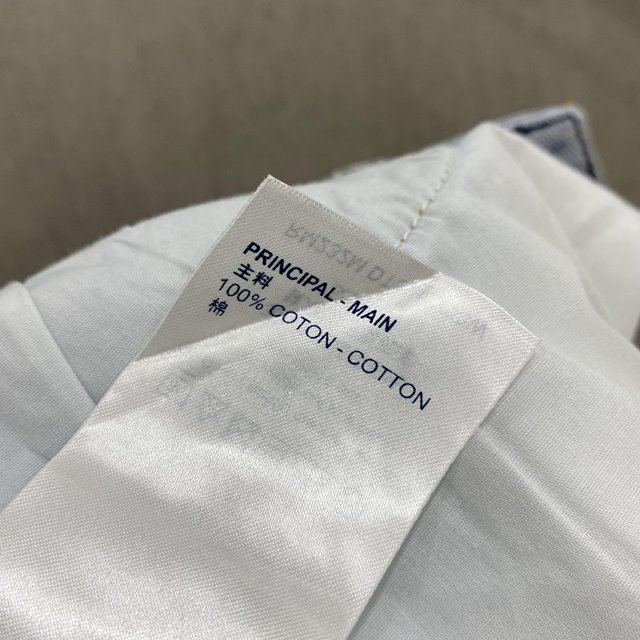 PRINCIPAL - MAIN
主料
100% COTON - COTTON
棉